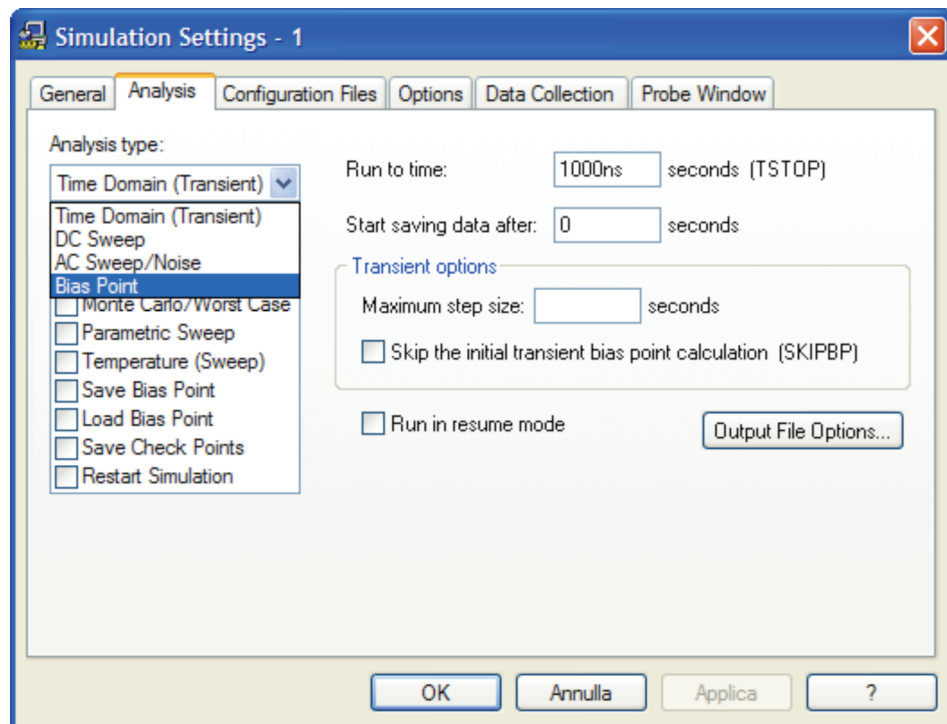 Simulation Settings - 1
General Analysis Configuration Files Options Data Collection Probe Window
Analysis type:
Time Domain (Transient)
Time Domain (Transient)
DC Sweep
AC Sweep/Noise
Bias Point
Monte Carlo/Worst Case
Parametric Sweep
Temperature (Sweep)
Save Bias Point
Load Bias Point
Save Check Points
Restart Simulation
Run to time: 1000ns seconds (TSTOP)
Start saving data after: 0 seconds
Transient options
Maximum step size: seconds
Skip the initial transient bias point calculation (SKIPBP)
Run in resume mode
Output File Options...
OK Annulla Applica ?